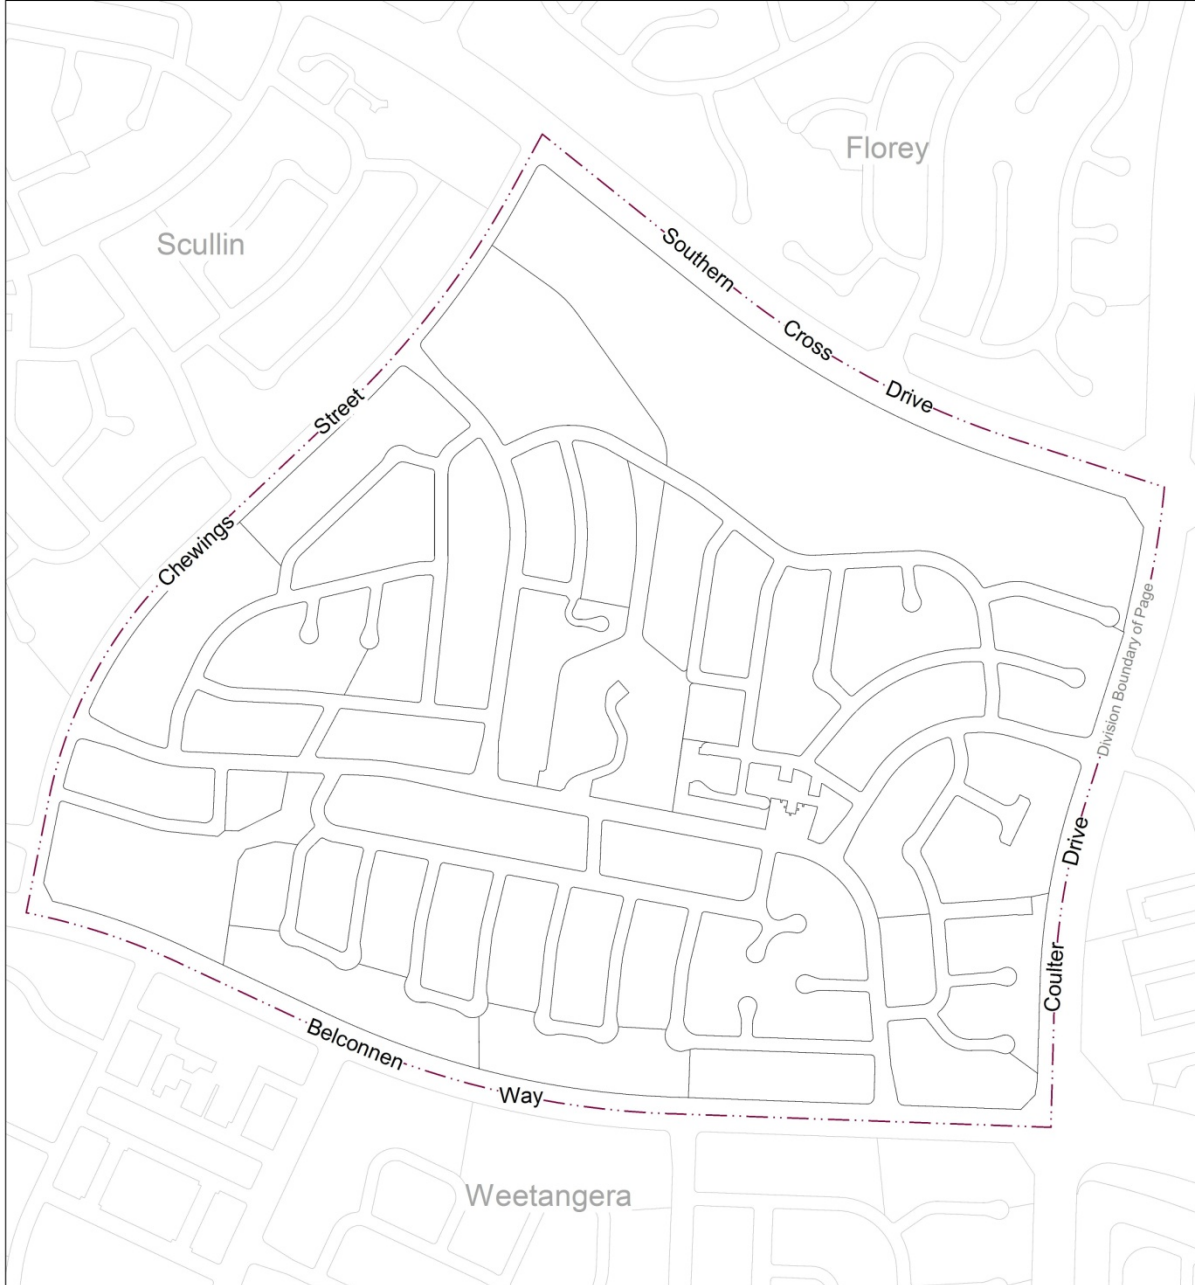 Florey
Scullin
Southern
Cross
Drive
Street
Chewings
Division Boundary of Page
Drive
Coulter
Belconnen
Way
Weetangera